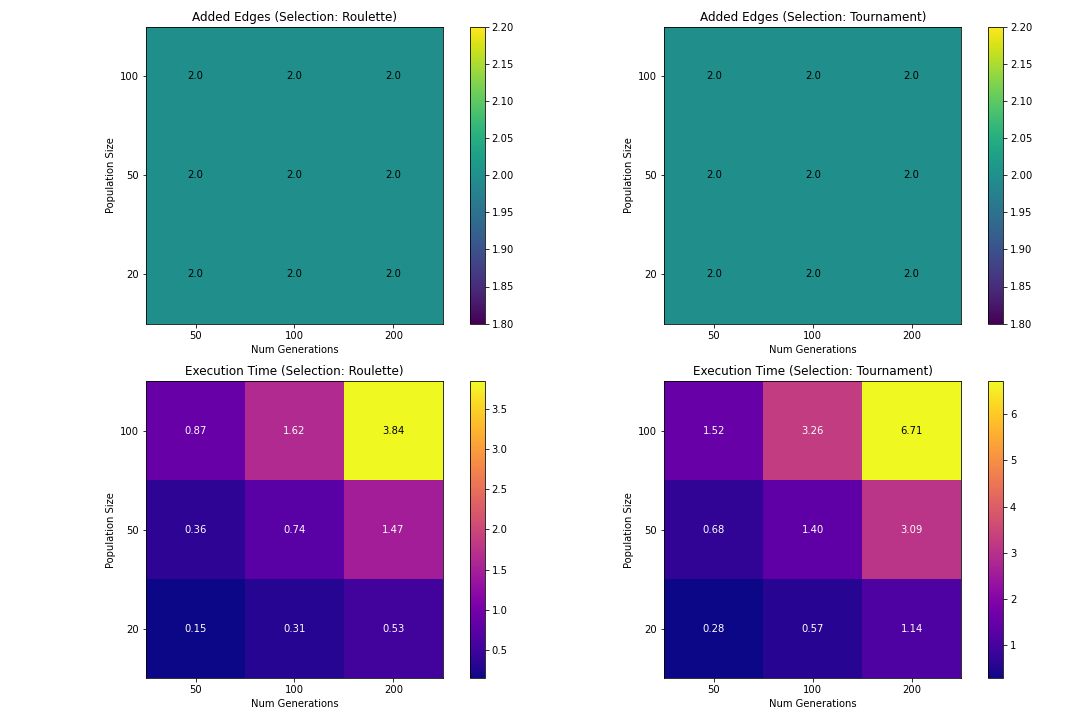 Added Edges (Selection: Roulette)
100
2.0 2.0 2.0
50
2.0 2.0 2.0
20
2.0 2.0 2.0
Population Size
50 100 200
Num Generations
2.20
2.15
2.10
2.05
2.00
1.95
1.90
1.85
1.80
Added Edges (Selection: Tournament)
100
2.0 2.0 2.0
50
2.0 2.0 2.0
20
2.0 2.0 2.0
Population Size
50 100 200
Num Generations
2.20
2.15
2.10
2.05
2.00
1.95
1.90
1.85
1.80
Execution Time (Selection: Roulette)
100
0.87 1.62 3.84
50
0.36 0.74 1.47
20
0.15 0.31 0.53
Population Size
50 100 200
Num Generations
3.5
3.0
2.5
2.0
1.5
1.0
0.5
Execution Time (Selection: Tournament)
100
1.52 3.26 6.71
50
0.68 1.40 3.09
20
0.28 0.57 1.14
Population Size
50 100 200
Num Generations
6
5
4
3
2
1